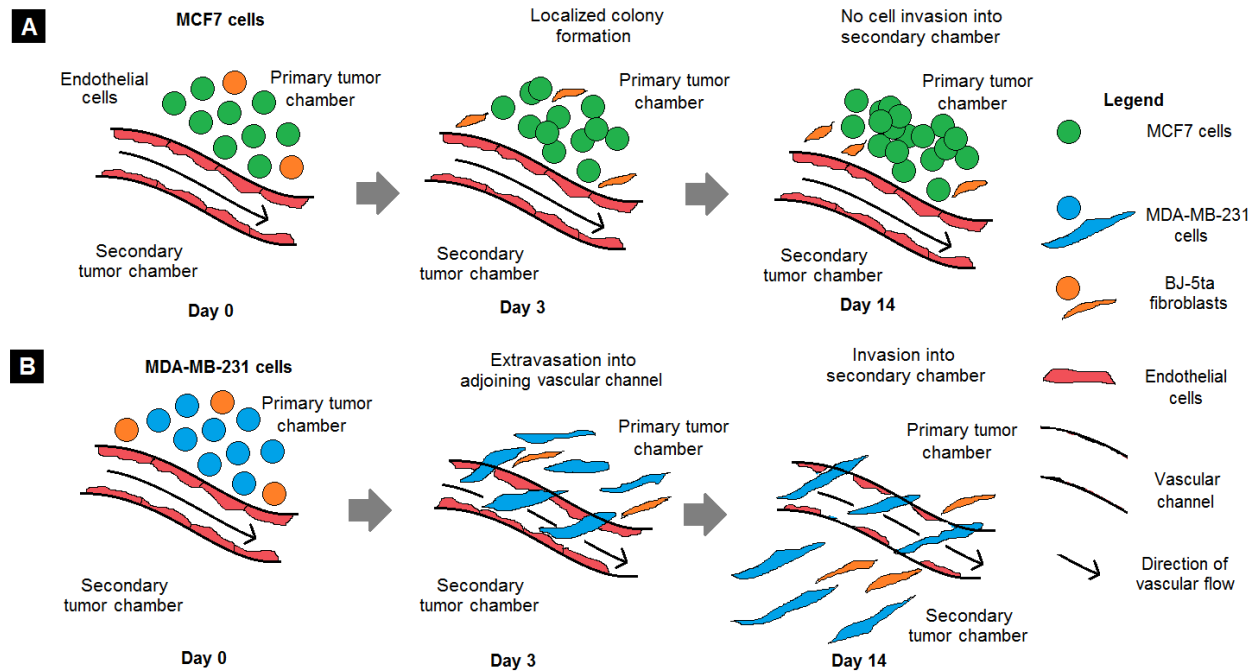 A
MCF7 cells
Endothelial
cells
Primary tumor
chamber
Secondary
tumor chamber
Day 0
Localized colony
formation
Primary tumor
chamber
Secondary
tumor chamber
Day 3
No cell invasion into
secondary chamber
Primary tumor
chamber
Secondary
tumor chamber
Day 14
B
MDA-MB-231 cells
Primary tumor
chamber
Secondary
tumor chamber
Day 0
Extravasation into
adjoining vascular channel
Primary tumor
chamber
Secondary
tumor chamber
Day 3
Invasion into
secondary chamber
Primary tumor
chamber
Secondary
tumor chamber
Day 14
Legend
MCF7 cells
MDA-MB-231
cells
BJ-5ta
fibroblasts
Endothelial
cells
Vascular
channel
Direction of
vascular flow